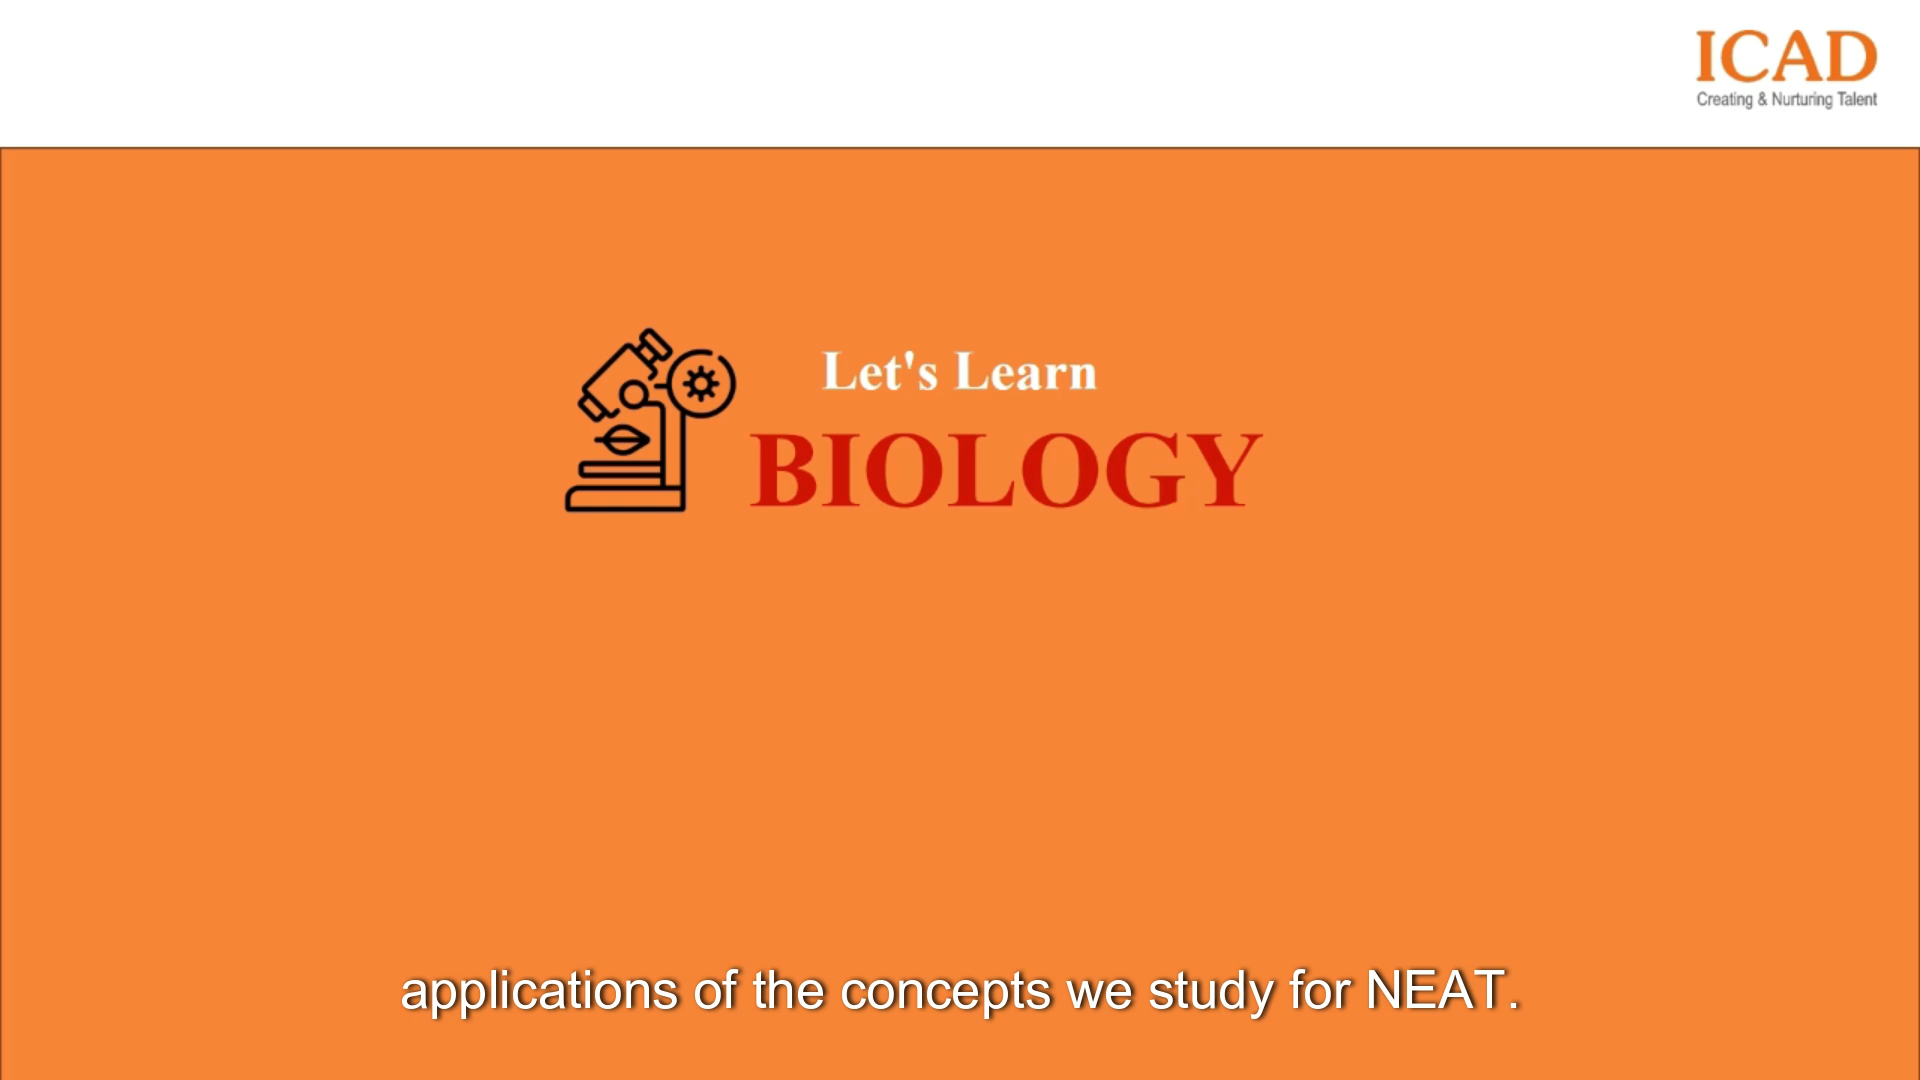 ICAD
Creating & Nurturing Talent
Let's Learn
BIOLOGY
applications of the concepts we study for NEAT.